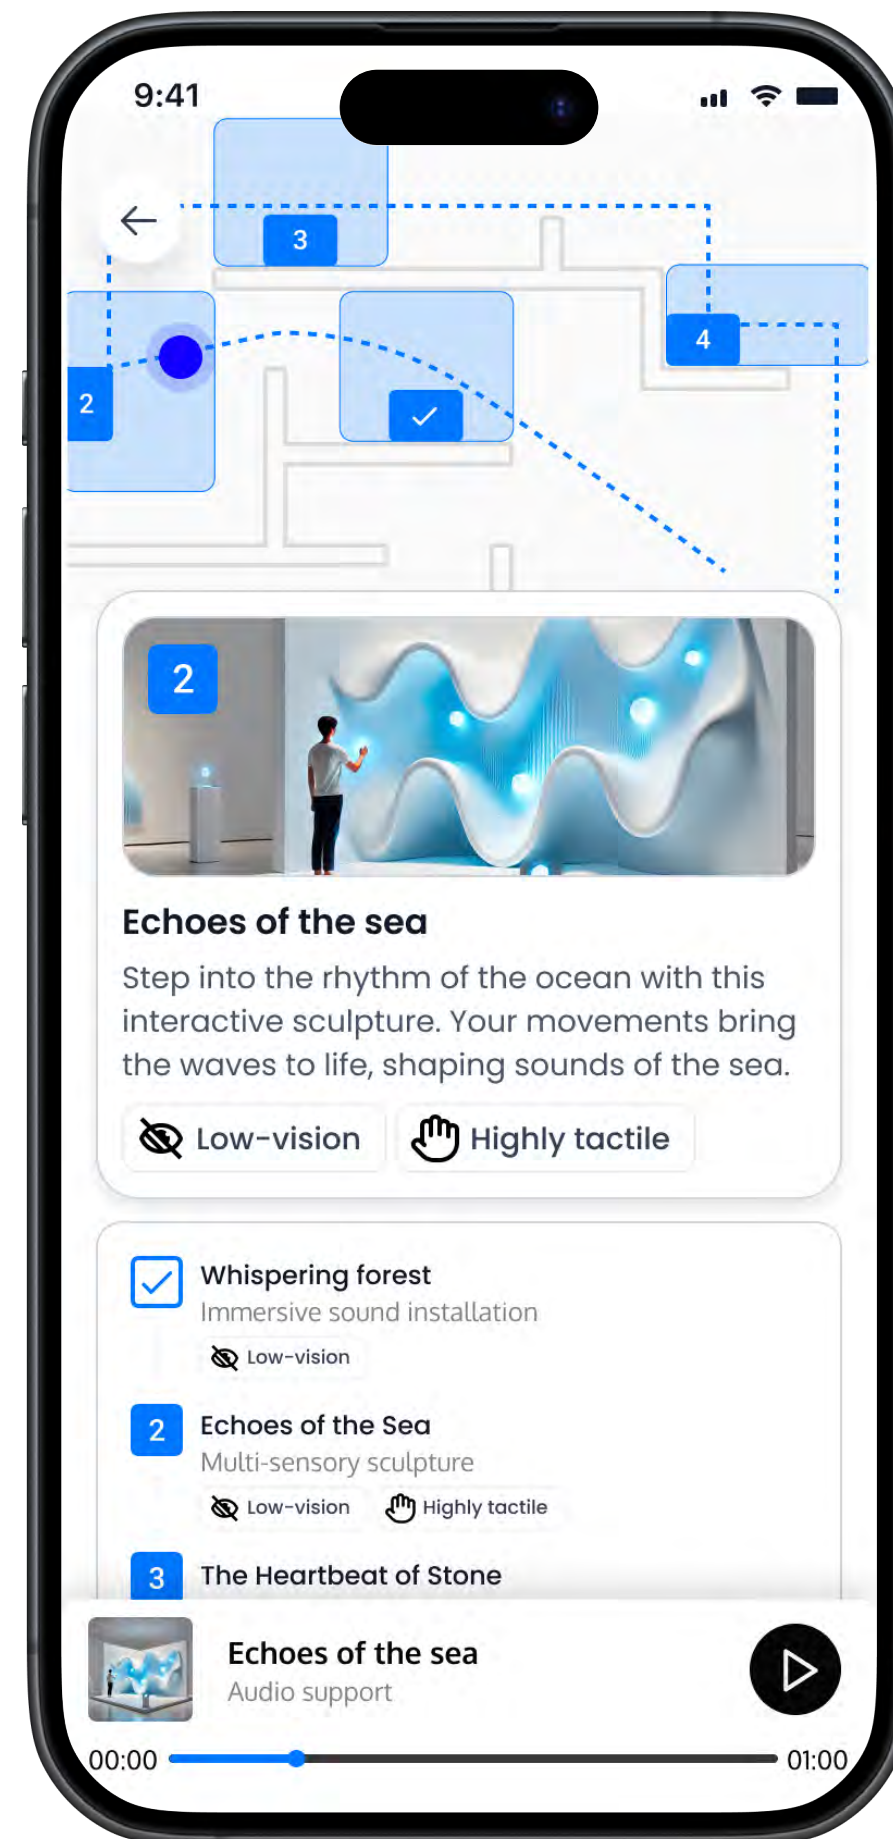 9:41
3
4
2
2
Echoes of the sea
Step into the rhythm of the ocean with this
interactive sculpture. Your movements bring
the waves to life, shaping sounds of the sea.
Low-vision
Highly tactile
Whispering forest
Immersive sound installation
Low-vision
2
Echoes of the Sea
Multi-sensory sculpture
Low-vision
Highly tactile
3
The Heartbeat of Stone
Echoes of the sea
Audio support
00:00
01:00